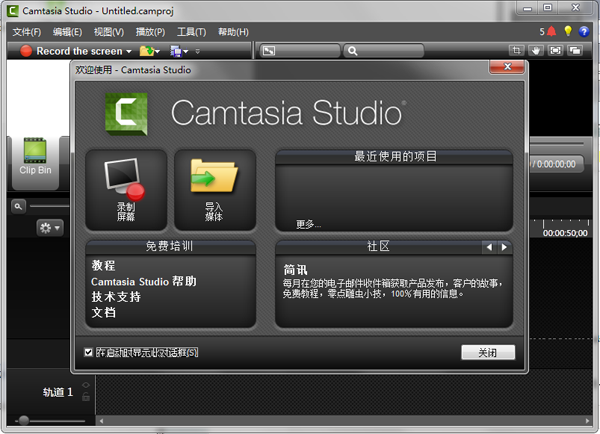 Camtasia Studio - Untitled.camproj
文件(F) 编辑(E) 视图(V) 播放(P) 工具(T) 帮助(H) 5
Record the screen
欢迎使用 - Camtasia Studio
Camtasia Studio®
Clip Bin
/ 0:00:00;00
录制
屏幕
导入
媒体
最近使用的项目
更多...
00:00:50;00
免费培训
教程
Camtasia Studio 帮助
技术支持
文档
社区
简讯
每月在您的电子邮件收件箱获取产品发布，客户的故事，
免费教程，零点雕虫小技，100%有用的信息。
在启动时显示此对话框(S)
关闭
轨道 1